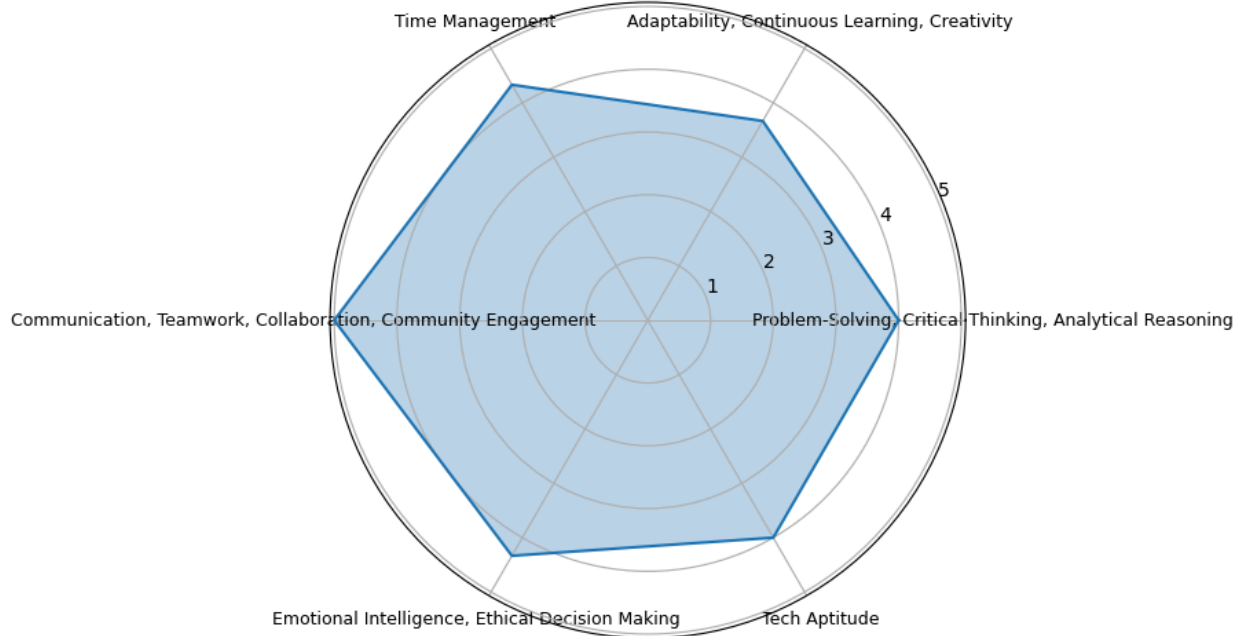 Time Management
Adaptability, Continuous Learning, Creativity
5
4
3
2
1
Communication, Teamwork, Collaboration, Community Engagement
Problem-Solving, Critical-Thinking, Analytical Reasoning
Emotional Intelligence, Ethical Decision Making
Tech Aptitude